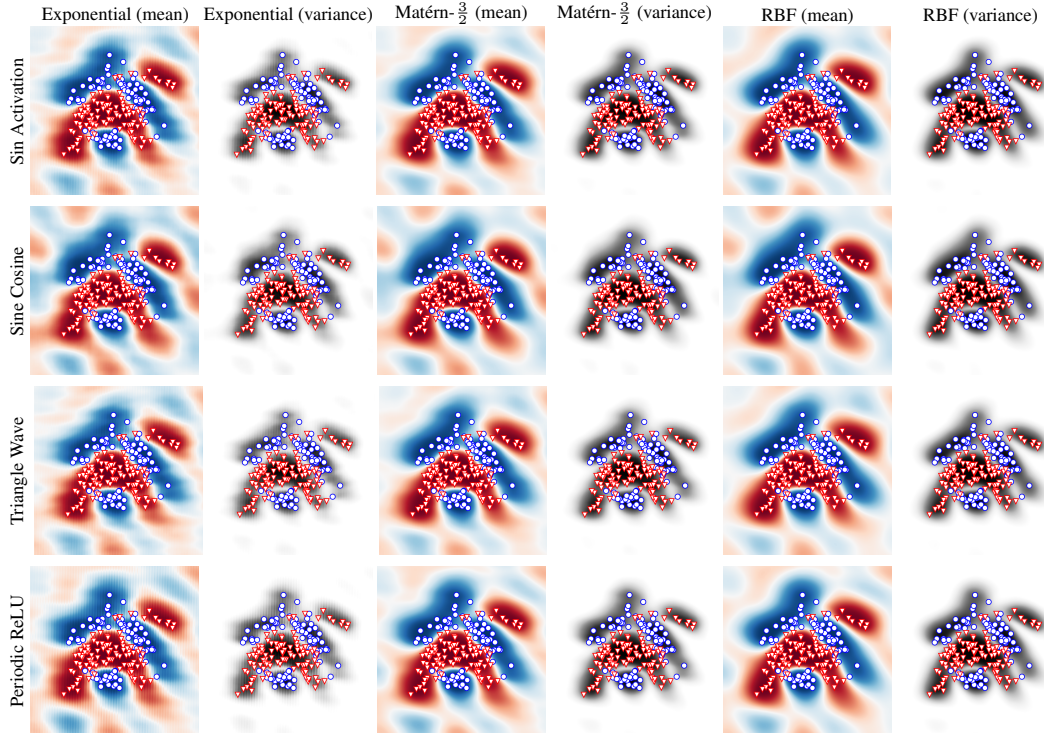 Exponential (mean) Exponential (variance) Matérn-3/2 (mean) Matérn-3/2 (variance) RBF (mean) RBF (variance)
Sin Activation
Sine Cosine
Triangle Wave
Periodic ReLU